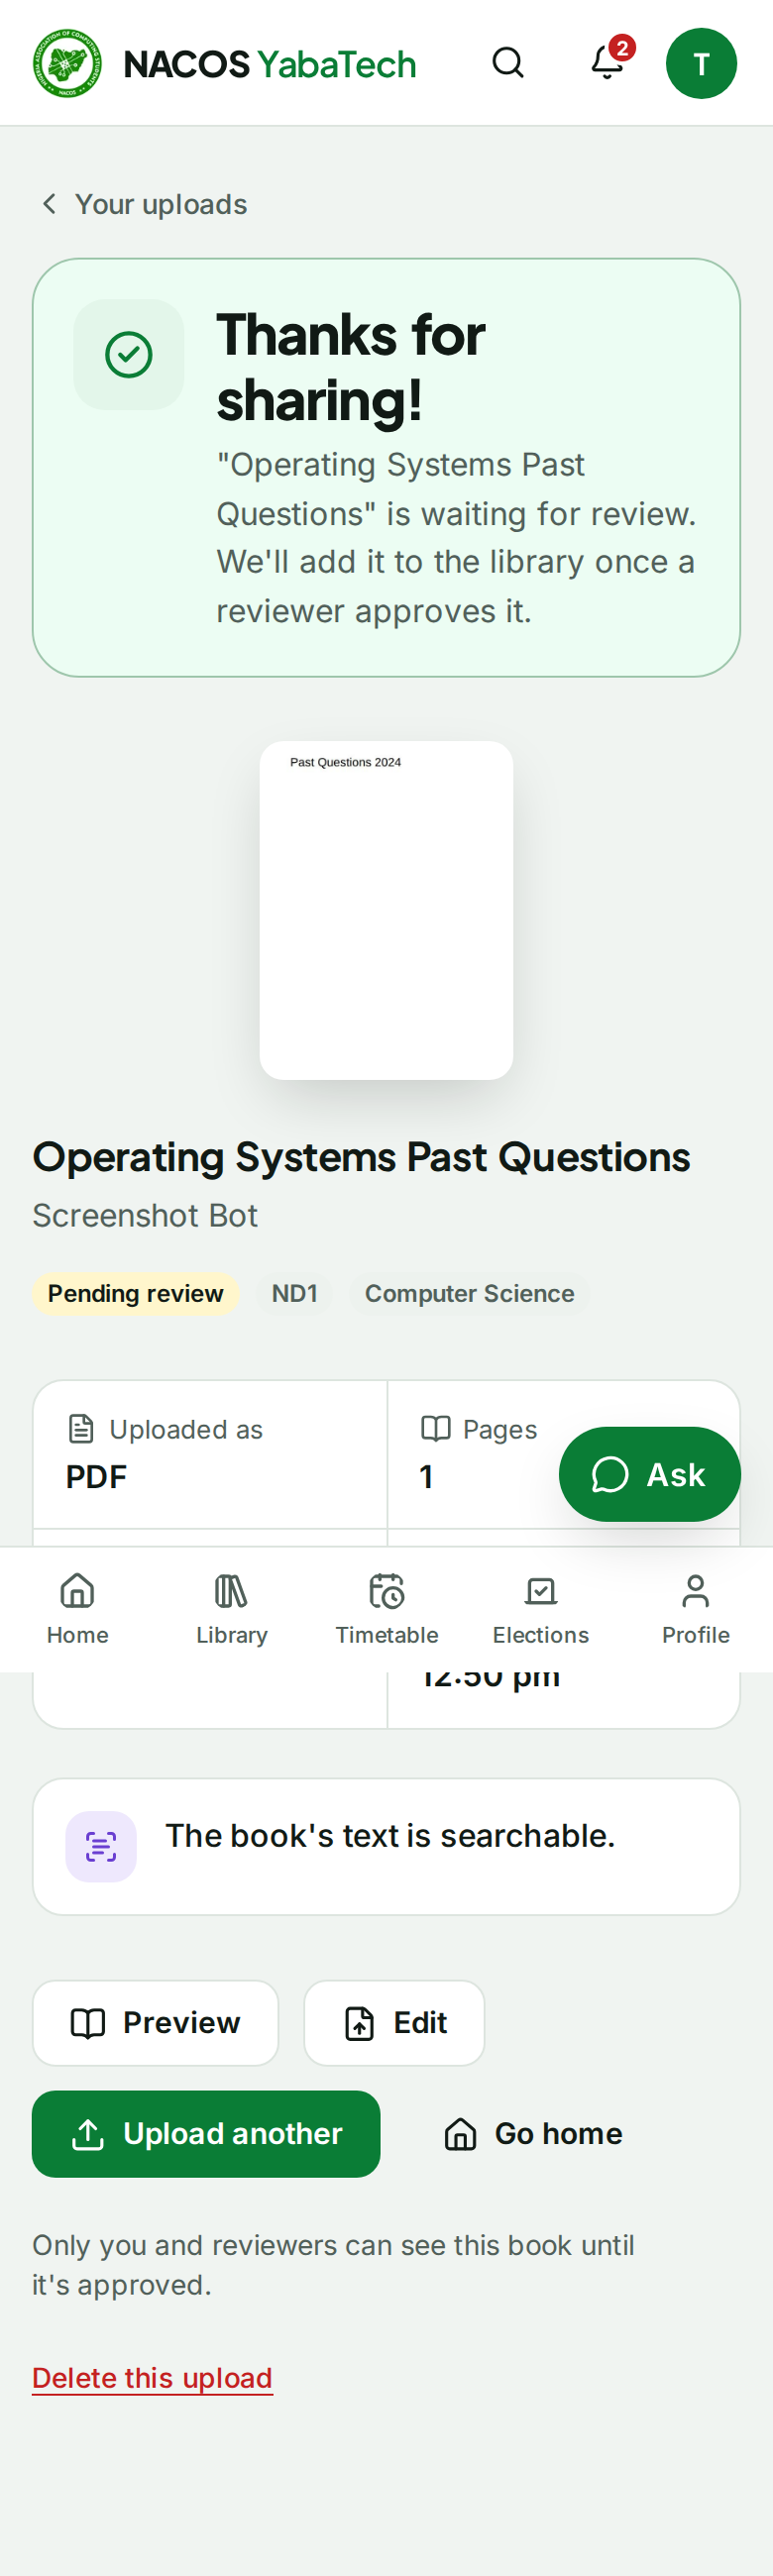 NACOS YabaTech
2
T
Your uploads
Thanks for
sharing!
"Operating Systems Past
Questions" is waiting for review.
We'll add it to the library once a
reviewer approves it.
Past Questions 2024
Operating Systems Past Questions
Screenshot Bot
Pending review
ND1
Computer Science
Uploaded as
PDF
Pages
1
Ask
Home
Library
Timetable
Elections
Profile
12:50 pm
The book's text is searchable.
Preview
Edit
Upload another
Go home
Only you and reviewers can see this book until
it's approved.
Delete this upload